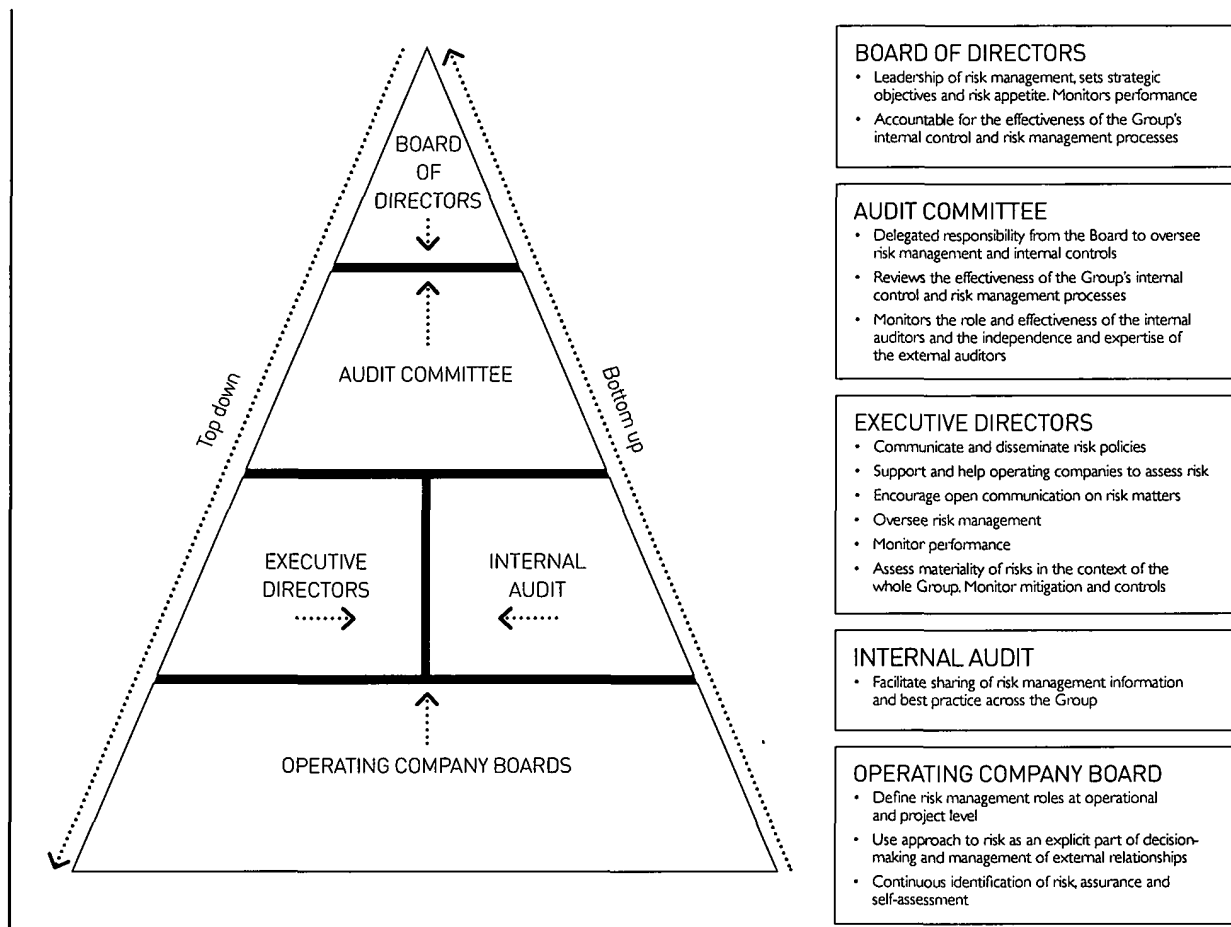 BOARD
OF
DIRECTORS
AUDIT COMMITTEE
Top down
Bottom up
EXECUTIVE
DIRECTORS
INTERNAL
AUDIT
OPERATING COMPANY BOARDS
BOARD OF DIRECTORS
• Leadership of risk management, sets strategic
objectives and risk appetite. Monitors performance
• Accountable for the effectiveness of the Group's
internal control and risk management processes
AUDIT COMMITTEE
• Delegated responsibility from the Board to oversee
risk management and internal controls
• Reviews the effectiveness of the Group's internal
control and risk management processes
• Monitors the role and effectiveness of the internal
auditors and the independence and expertise of
the external auditors
EXECUTIVE DIRECTORS
• Communicate and disseminate risk policies
• Support and help operating companies to assess risk
• Encourage open communication on risk matters
• Oversee risk management
• Monitor performance
• Assess materiality of risks in the context of the
whole Group. Monitor mitigation and controls
INTERNAL AUDIT
• Facilitate sharing of risk management information
and best practice across the Group
OPERATING COMPANY BOARD
• Define risk management roles at operational
and project level
• Use approach to risk as an explicit part of decision-
making and management of external relationships
• Continuous identification of risk, assurance and
self-assessment